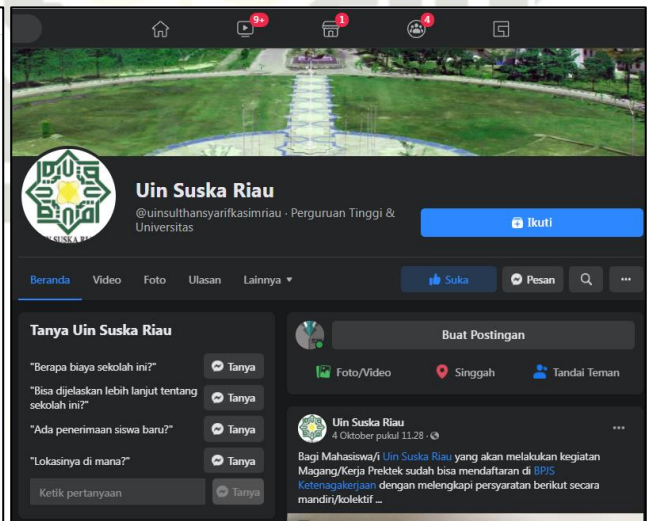 9+
1
4
UIN SUSKA RIAU
Uin Suska Riau
@uinsulthansyarifkasimriau · Perguruan Tinggi &
Universitas
Ikuti
Beranda Video Foto Ulasan Lainnya
Suka Pesan
Tanya Uin Suska Riau
"Berapa biaya sekolah ini?" Tanya
"Bisa dijelaskan lebih lanjut tentang
sekolah ini?" Tanya
"Ada penerimaan siswa baru?" Tanya
"Lokasinya di mana?" Tanya
Ketik pertanyaan Tanya
Buat Postingan
Foto/Video Singgah Tandai Teman
Uin Suska Riau
4 Oktober pukul 11.28 ·
Bagi Mahasiswa/i Uin Suska Riau yang akan melakukan kegiatan
Magang/Kerja Prektek sudah bisa mendaftaran di BPJS
Ketenagakerjaan dengan melengkapi persyaratan berikut secara
mandiri/kolektif ...